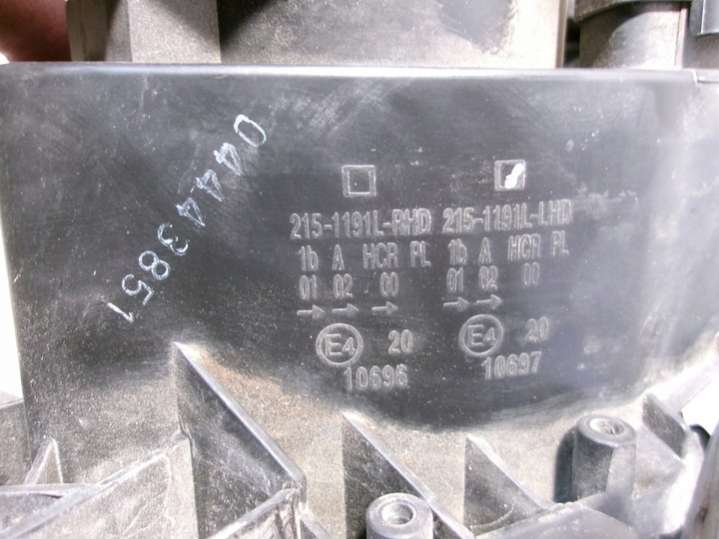 04443851
215-1191L-RHD 215-1191L-LHD
1b A HCR PL 1b A HCR PL
01 02 00 01 02 00
→ → → → →
E4 20 E4 20
10696 10697